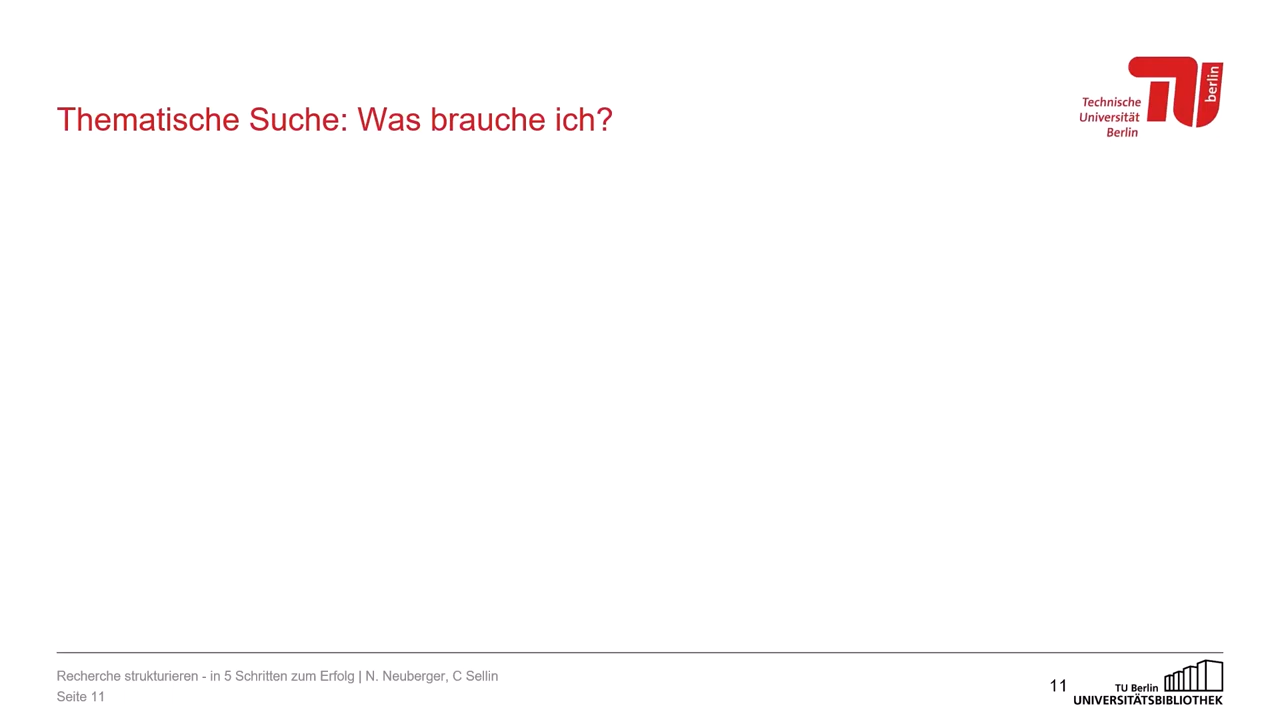 Thematische Suche: Was brauche ich?
Technische
Universität
Berlin
berlin
Recherche strukturieren - in 5 Schritten zum Erfolg | N. Neuberger, C Sellin
Seite 11
11
TU Berlin
UNIVERSITÄTSBIBLIOTHEK